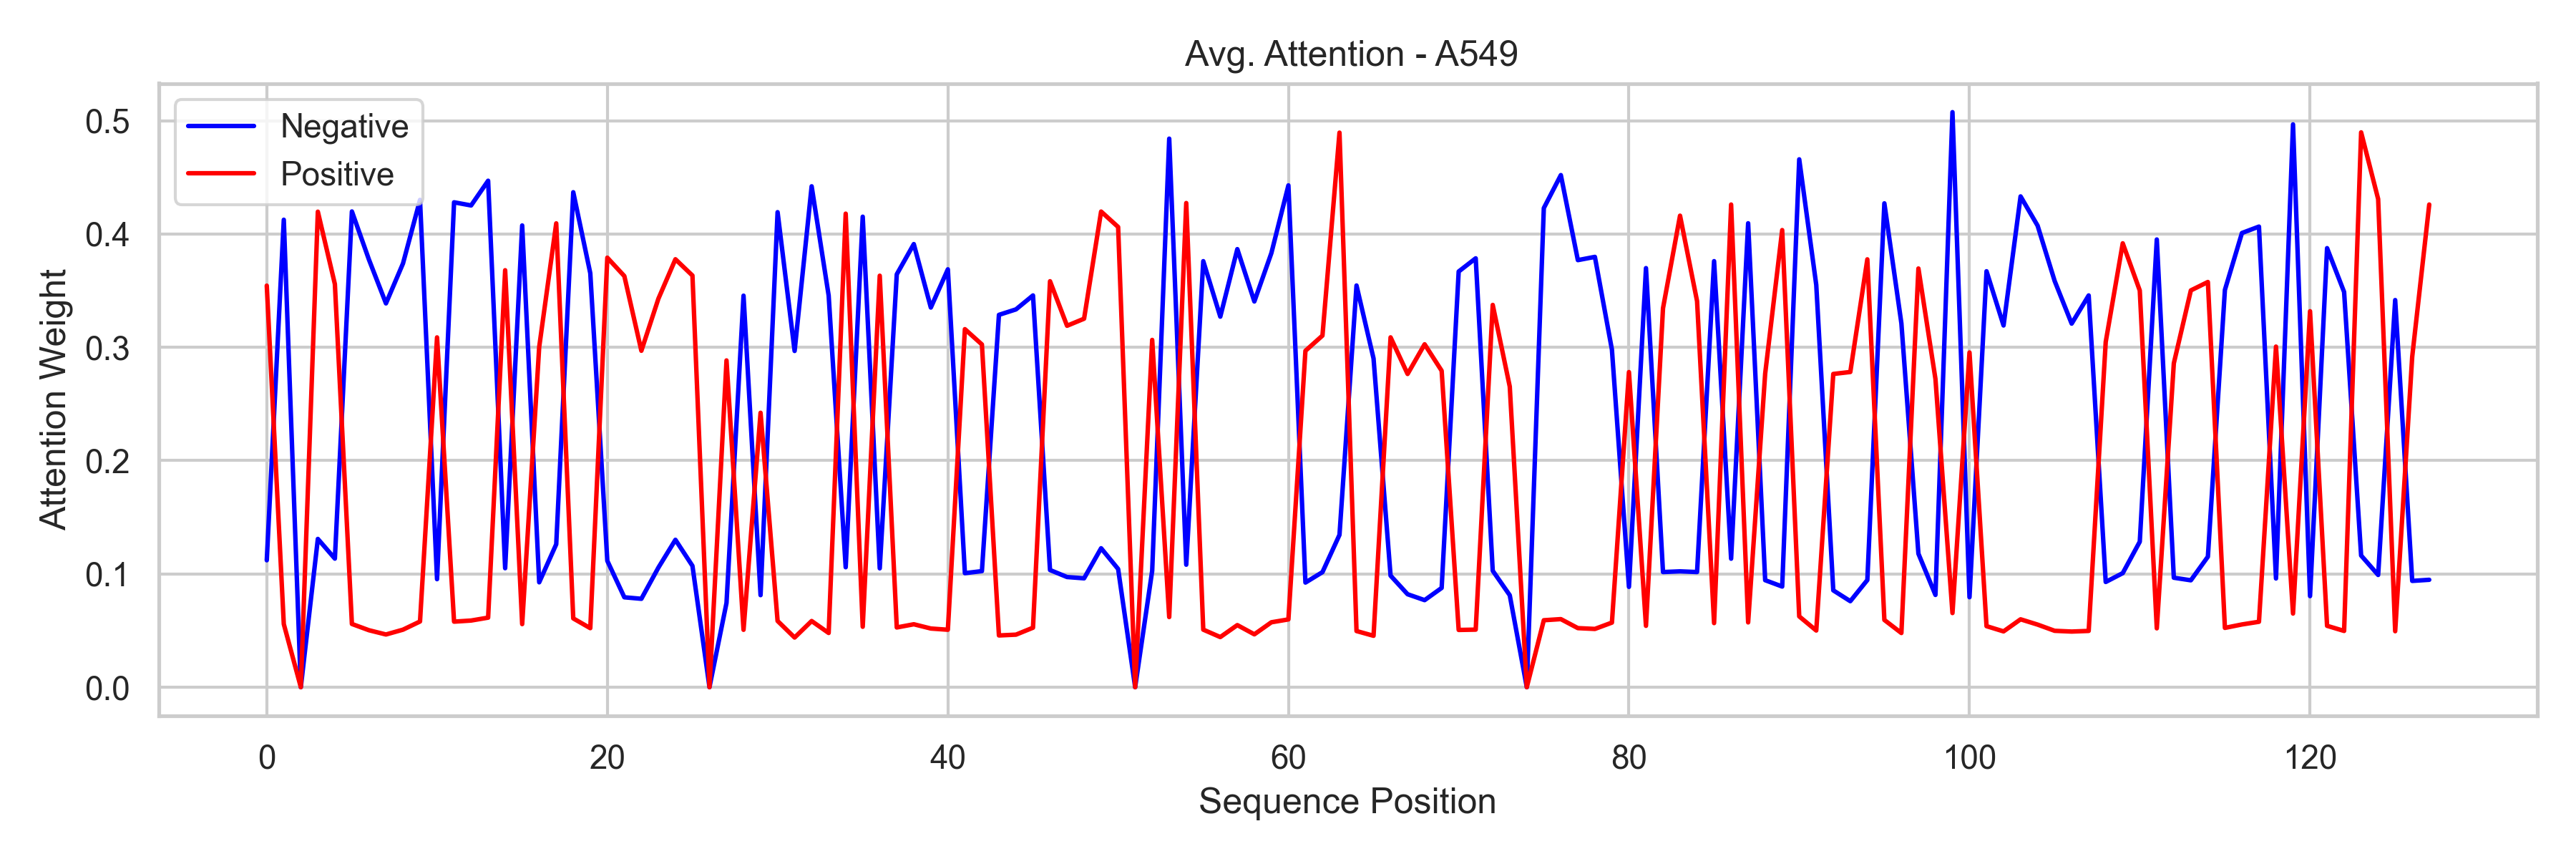 Avg. Attention - A549
Negative
Positive
0.5
0.4
0.3
0.2
0.1
0.0
Attention Weight
0 20 40 60 80 100 120
Sequence Position